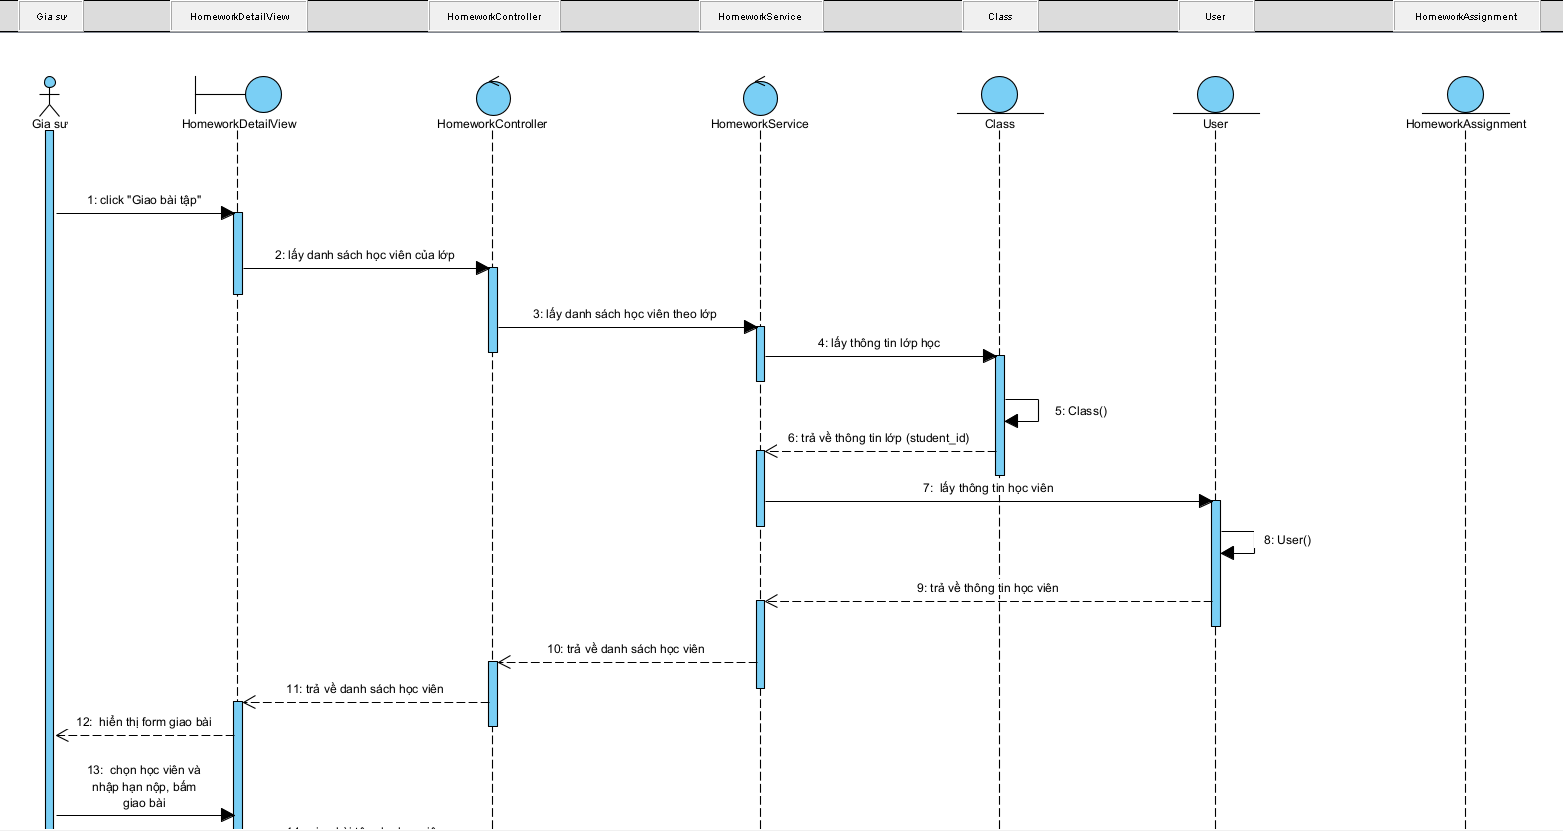 Gia sư
HomeworkDetailView
HomeworkController
HomeworkService
Class
User
HomeworkAssignment
Gia sư
HomeworkDetailView
HomeworkController
HomeworkService
Class
User
HomeworkAssignment
1: click "Giao bài tập"
2: lấy danh sách học viên của lớp
3: lấy danh sách học viên theo lớp
4: lấy thông tin lớp học
5: Class()
6: trả về thông tin lớp (student_id)
7: lấy thông tin học viên
8: User()
9: trả về thông tin học viên
10: trả về danh sách học viên
11: trả về danh sách học viên
12: hiển thị form giao bài
13: chọn học viên và
nhập hạn nộp, bấm
giao bài